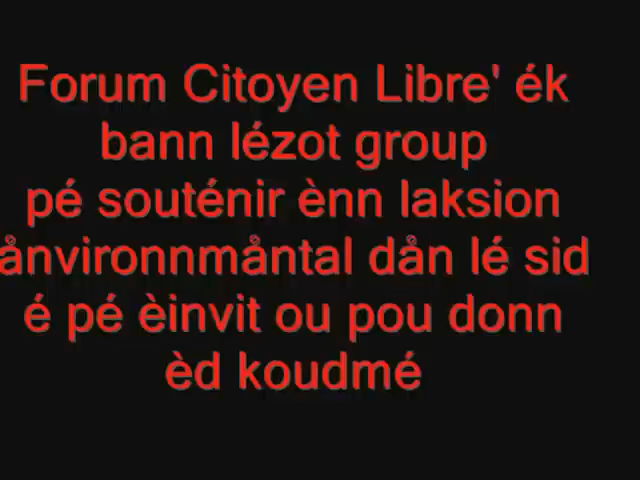 Forum Citoyen Libre' ék
bann lézot group
pé souténir ènn laksion
ånvironnmåntal dån lé sid
é pé èinvit ou pou donn
èd koudmé